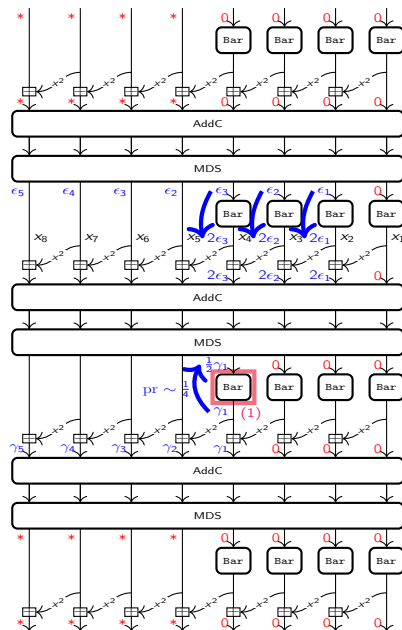 * * * * 0 0 0 0
Bar Bar Bar Bar
x² x² x² x² x² x² x²
* * * * 0 0 0 0
AddC
MDS
ϵ₅ ϵ₄ ϵ₃ ϵ₂ ϵ₃ ϵ₂ ϵ₁ 0
Bar Bar Bar Bar
x₈ x₇ x₆ x₅ 2ϵ₃ x₄ 2ϵ₂ x₃ 2ϵ₁ x₂ x₁
x² x² x² x² x² x² x²
2ϵ₃ 2ϵ₂ 2ϵ₁ 0
AddC
MDS
½γ₁ 0 0 0
pr ∼ ¼ Bar Bar Bar Bar
γ₁ (1)
x² x² x² x² x² x² x²
γ₅ γ₄ γ₃ γ₂ γ₁ 0 0 0
AddC
MDS
* * * * 0 0 0 0
Bar Bar Bar Bar
x² x² x² x² x² x² x²
* * * * 0 0 0 0